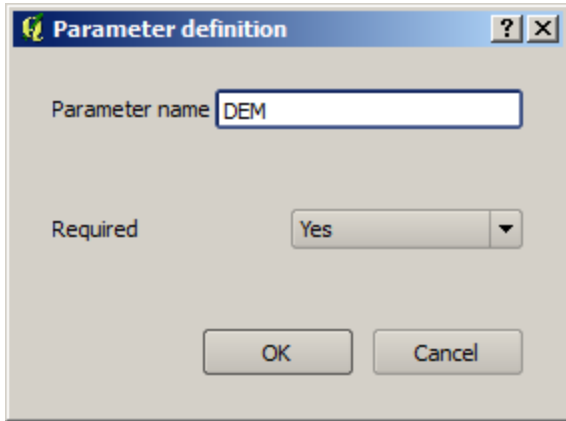 Parameter definition
Parameter name DEM
Required Yes
OK Cancel